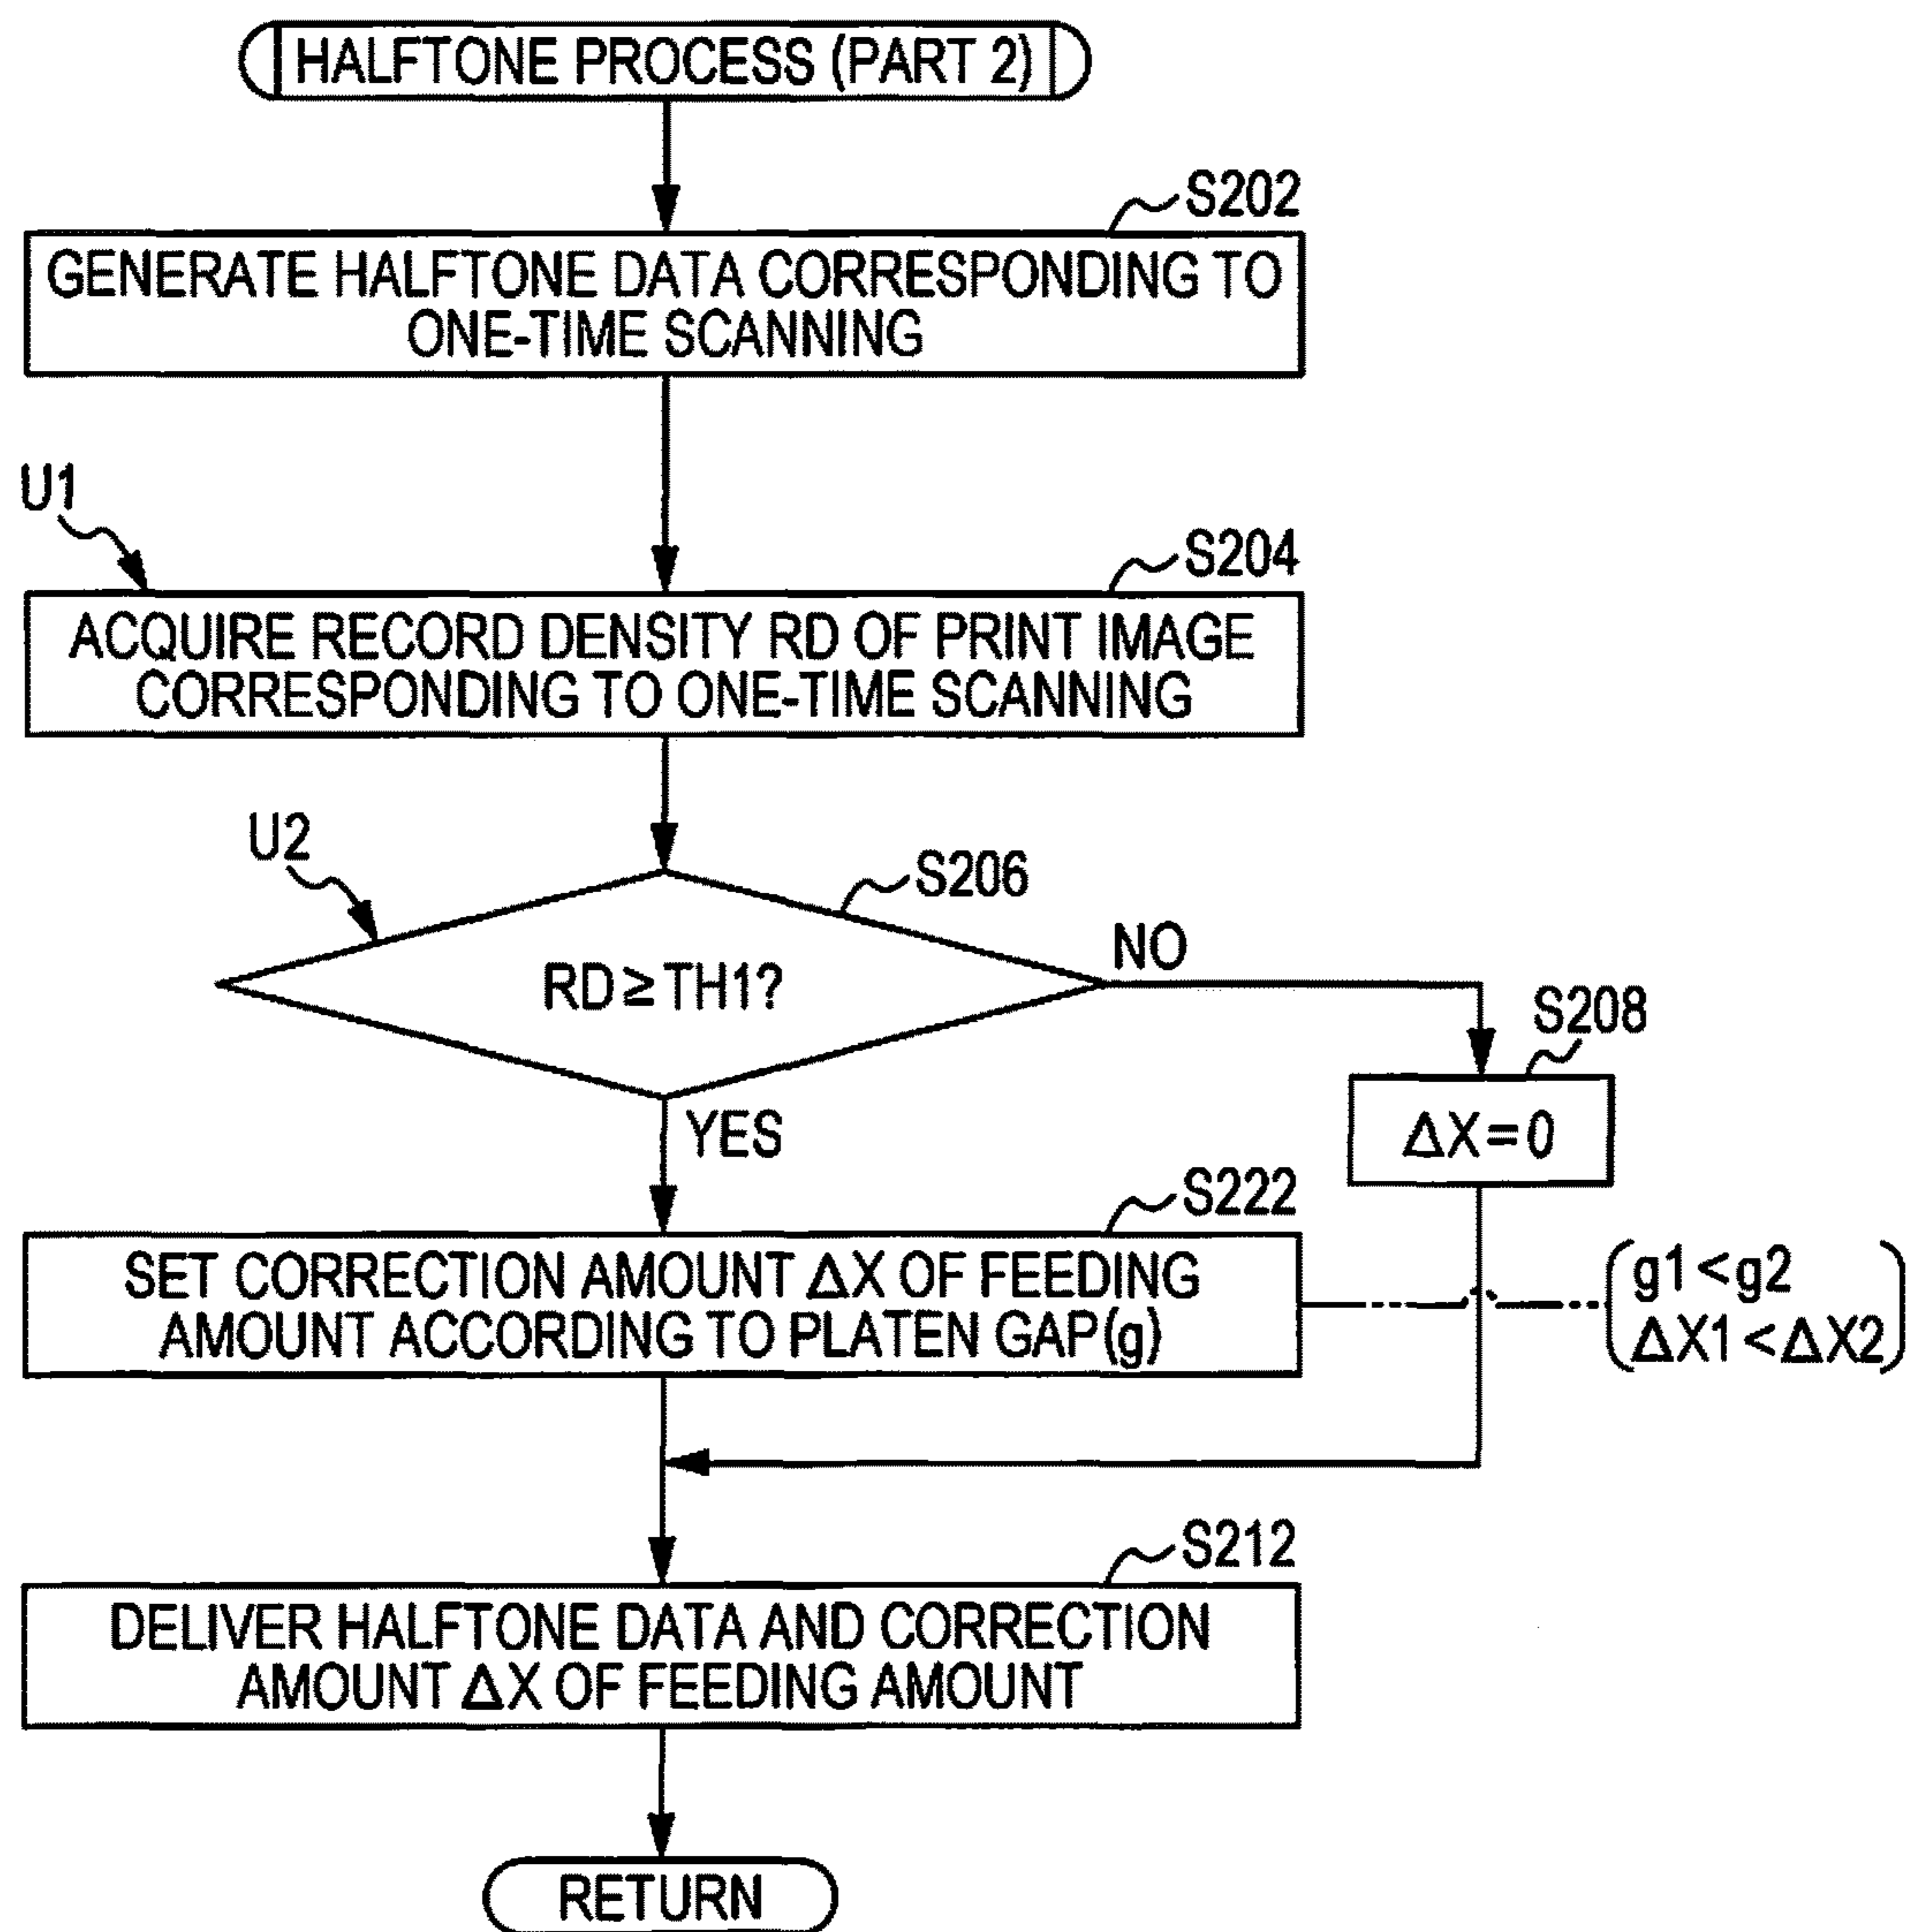 HALFTONE PROCESS (PART 2)
S202
GENERATE HALFTONE DATA CORRESPONDING TO
ONE-TIME SCANNING
U1
S204
ACQUIRE RECORD DENSITY RD OF PRINT IMAGE
CORRESPONDING TO ONE-TIME SCANNING
U2
S206
RD≥TH1?
NO
S208
ΔX=0
YES
S222
SET CORRECTION AMOUNT ΔX OF FEEDING
AMOUNT ACCORDING TO PLATEN GAP(g)
g1<g2
ΔX1<ΔX2
S212
DELIVER HALFTONE DATA AND CORRECTION
AMOUNT ΔX OF FEEDING AMOUNT
RETURN